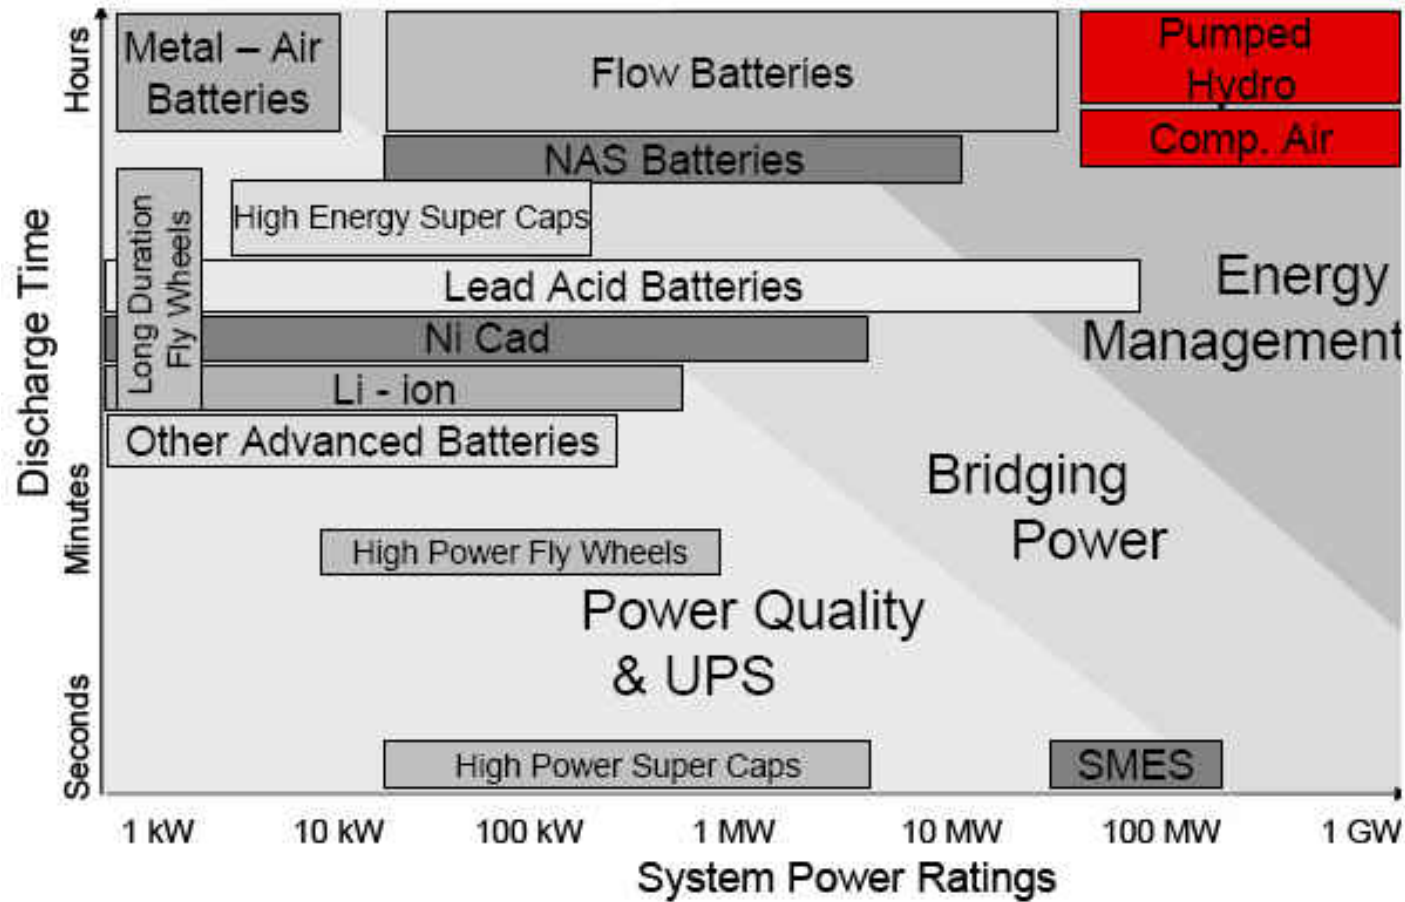 Metal – Air
Batteries
Flow Batteries
Pumped
Hydro
Comp. Air
NAS Batteries
High Energy Super Caps
Long Duration
Fly Wheels
Lead Acid Batteries
Ni Cad
Li - ion
Other Advanced Batteries
High Power Fly Wheels
High Power Super Caps
SMES
Energy
Management
Bridging
Power
Power Quality
& UPS
Discharge Time
Hours
Minutes
Seconds
1 kW
10 kW
100 kW
1 MW
10 MW
100 MW
1 GW
System Power Ratings